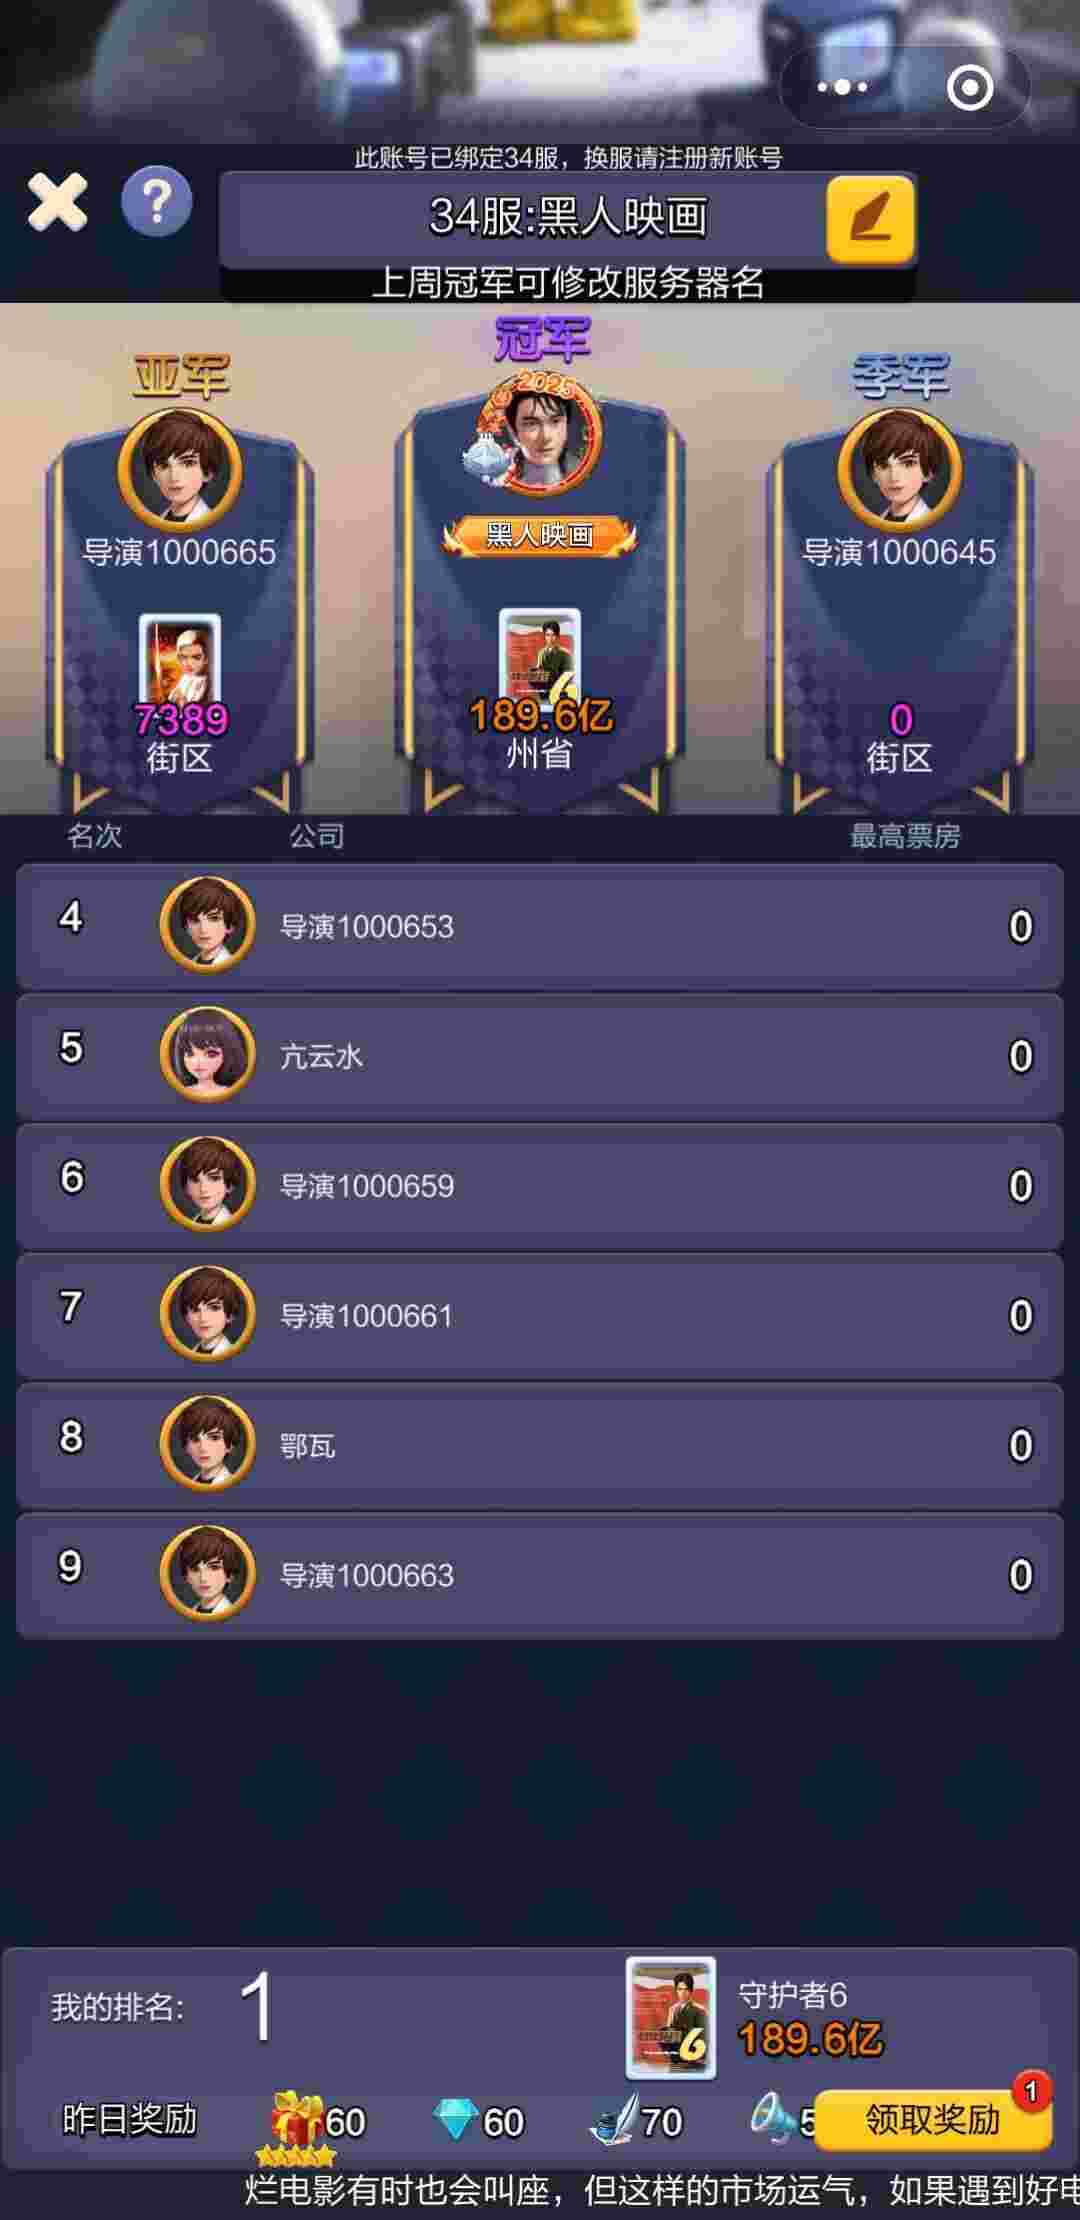 此账号已绑定34服，换服请注册新账号
34服:黑人映画
上周冠军可修改服务器名
亚军
冠军
季军
2025
黑人映画
导演1000665
导演1000645
6
7389
189.6亿
0
街区
州省
街区
名次 公司 最高票房
4 导演1000653 0
5 亢云水 0
6 导演1000659 0
7 导演1000661 0
8 鄂瓦 0
9 导演1000663 0
我的排名: 1
守护者6
6
189.6亿
1
昨日奖励 60 60 70 5 领取奖励
烂电影有时也会叫座，但这样的市场运气，如果遇到好电